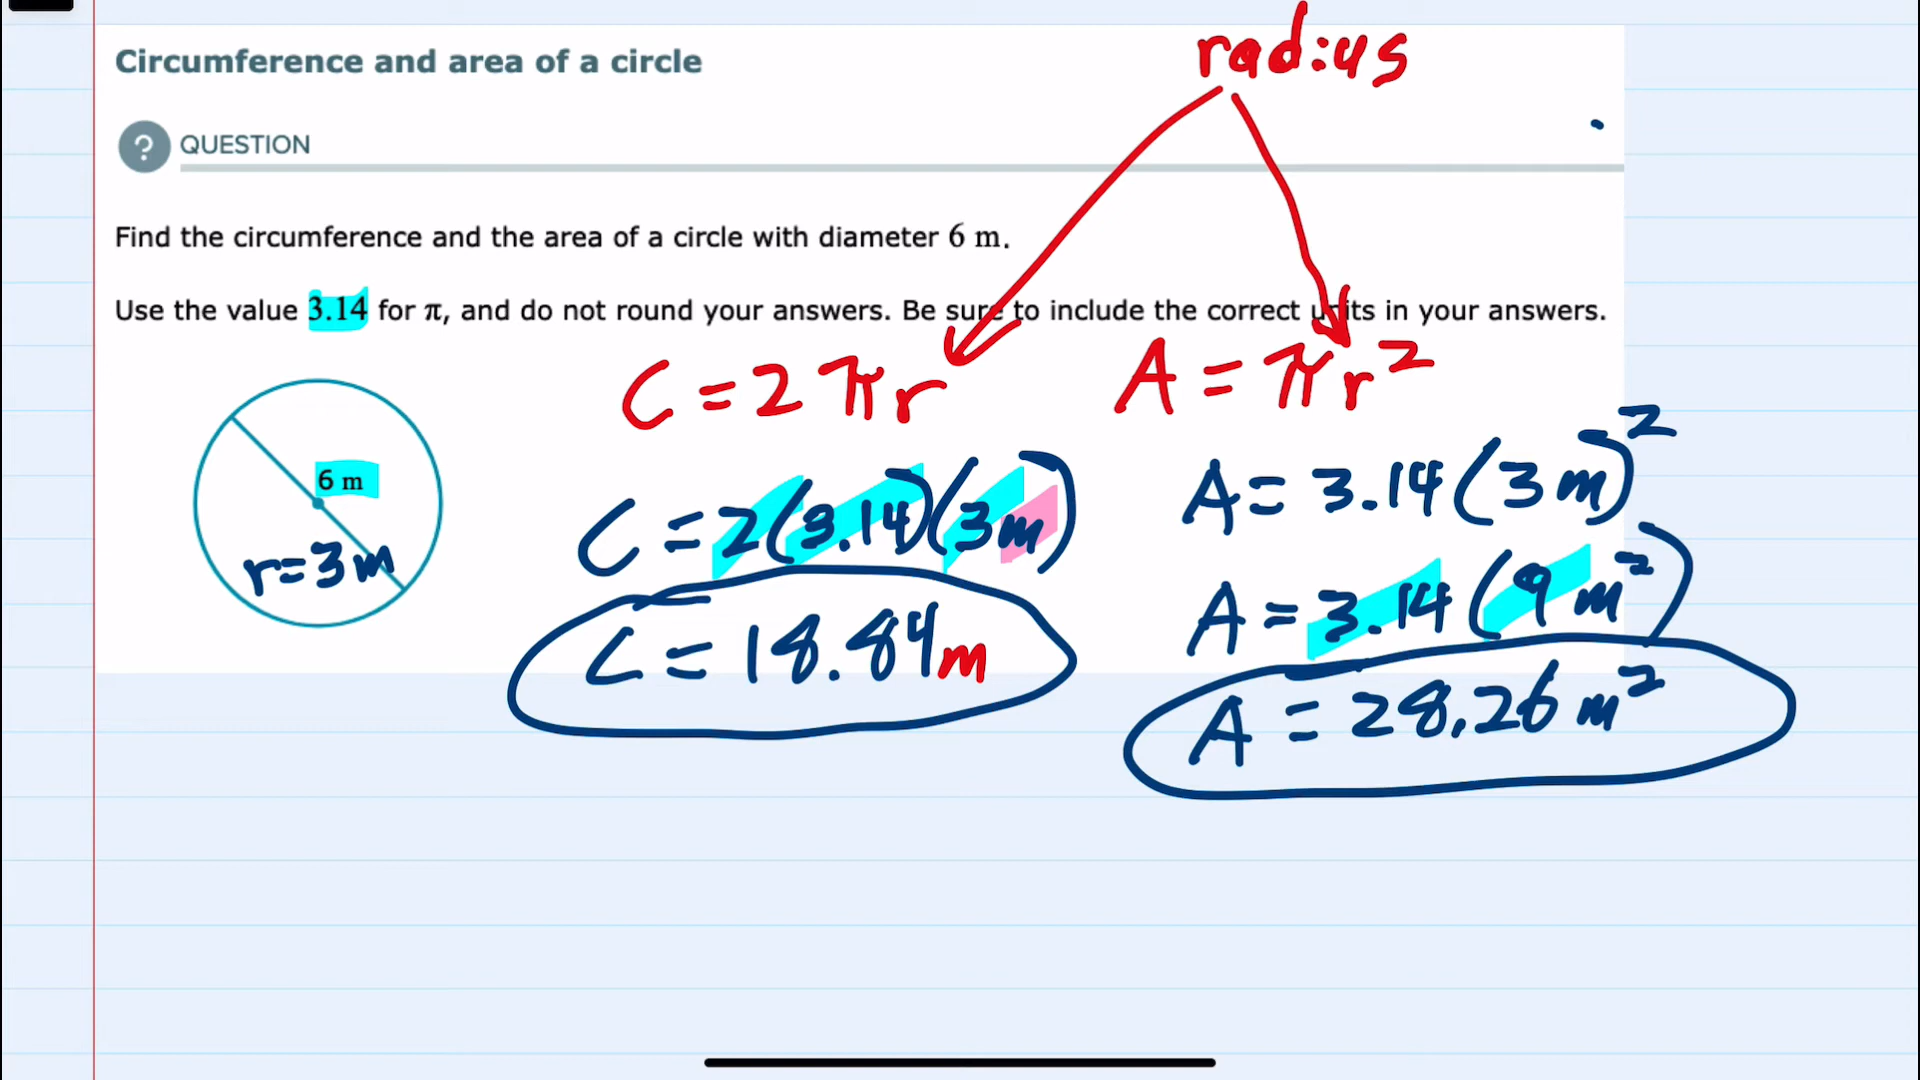 Circumference and area of a circle
radius
? QUESTION
Find the circumference and the area of a circle with diameter 6 m.
Use the value 3.14 for π, and do not round your answers. Be sure to include the correct units in your answers.
C = 2πr
A = πr²
6 m
r = 3m
C = 2(3.14)(3m)
C = 18.84m
A = 3.14(3m)²
A = 3.14(9m²)
A = 28.26m²